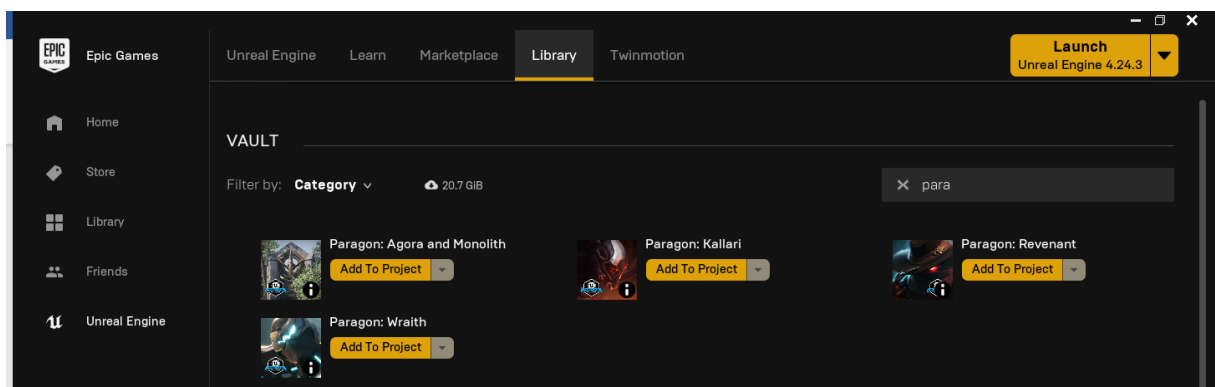 EPIC GAMES
Epic Games
Unreal Engine Learn Marketplace Library Twinmotion
Launch
Unreal Engine 4.24.3
Home
Store
Library
Friends
Unreal Engine
VAULT
Filter by: Category 20.7 GiB
para
Paragon: Agora and Monolith
Add To Project
Paragon: Kallari
Add To Project
Paragon: Revenant
Add To Project
Paragon: Wraith
Add To Project